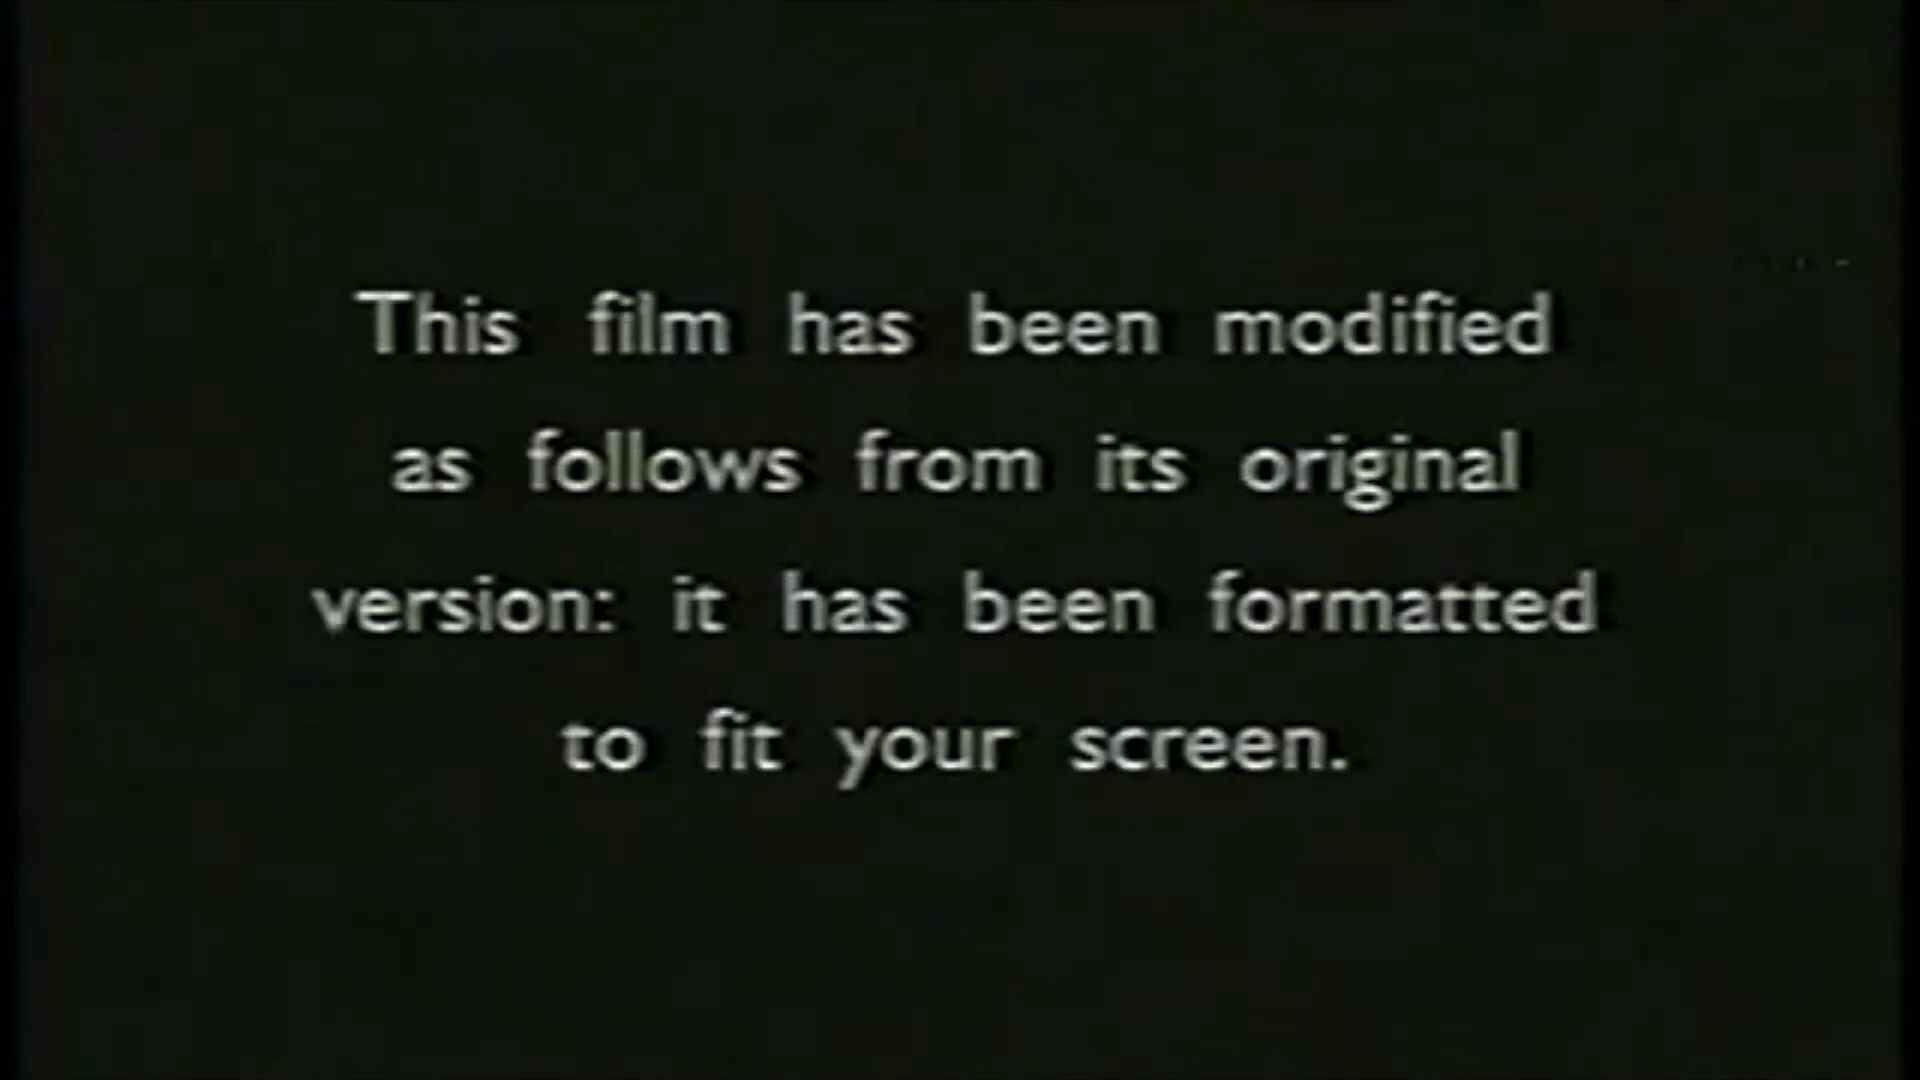 This film has been modified
as follows from its original
version: it has been formatted
to fit your screen.